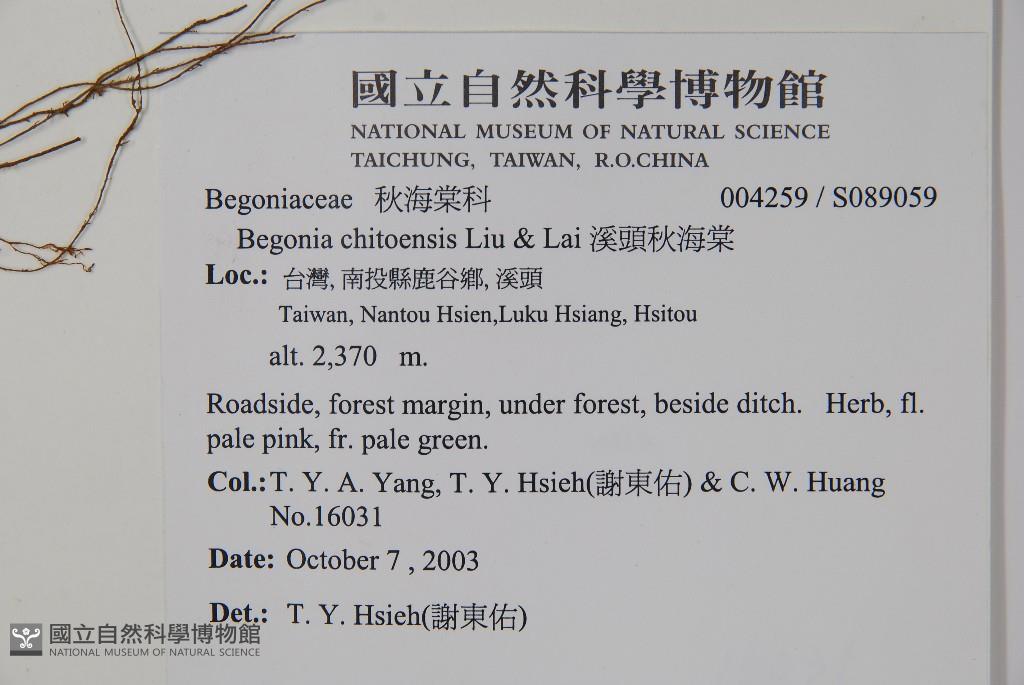 國立自然科學博物館
NATIONAL MUSEUM OF NATURAL SCIENCE
TAICHUNG, TAIWAN, R.O.CHINA
Begoniaceae 秋海棠科 004259 / S089059
Begonia chitoensis Liu & Lai 溪頭秋海棠
Loc.: 台灣, 南投縣鹿谷鄉, 溪頭
Taiwan, Nantou Hsien,Luku Hsiang, Hsitou
alt. 2,370 m.
Roadside, forest margin, under forest, beside ditch. Herb, fl.
pale pink, fr. pale green.
Col.: T. Y. A. Yang, T. Y. Hsieh(謝東佑) & C. W. Huang
No.16031
Date: October 7 , 2003
Det.: T. Y. Hsieh(謝東佑)
國立自然科學博物館
NATIONAL MUSEUM OF NATURAL SCIENCE